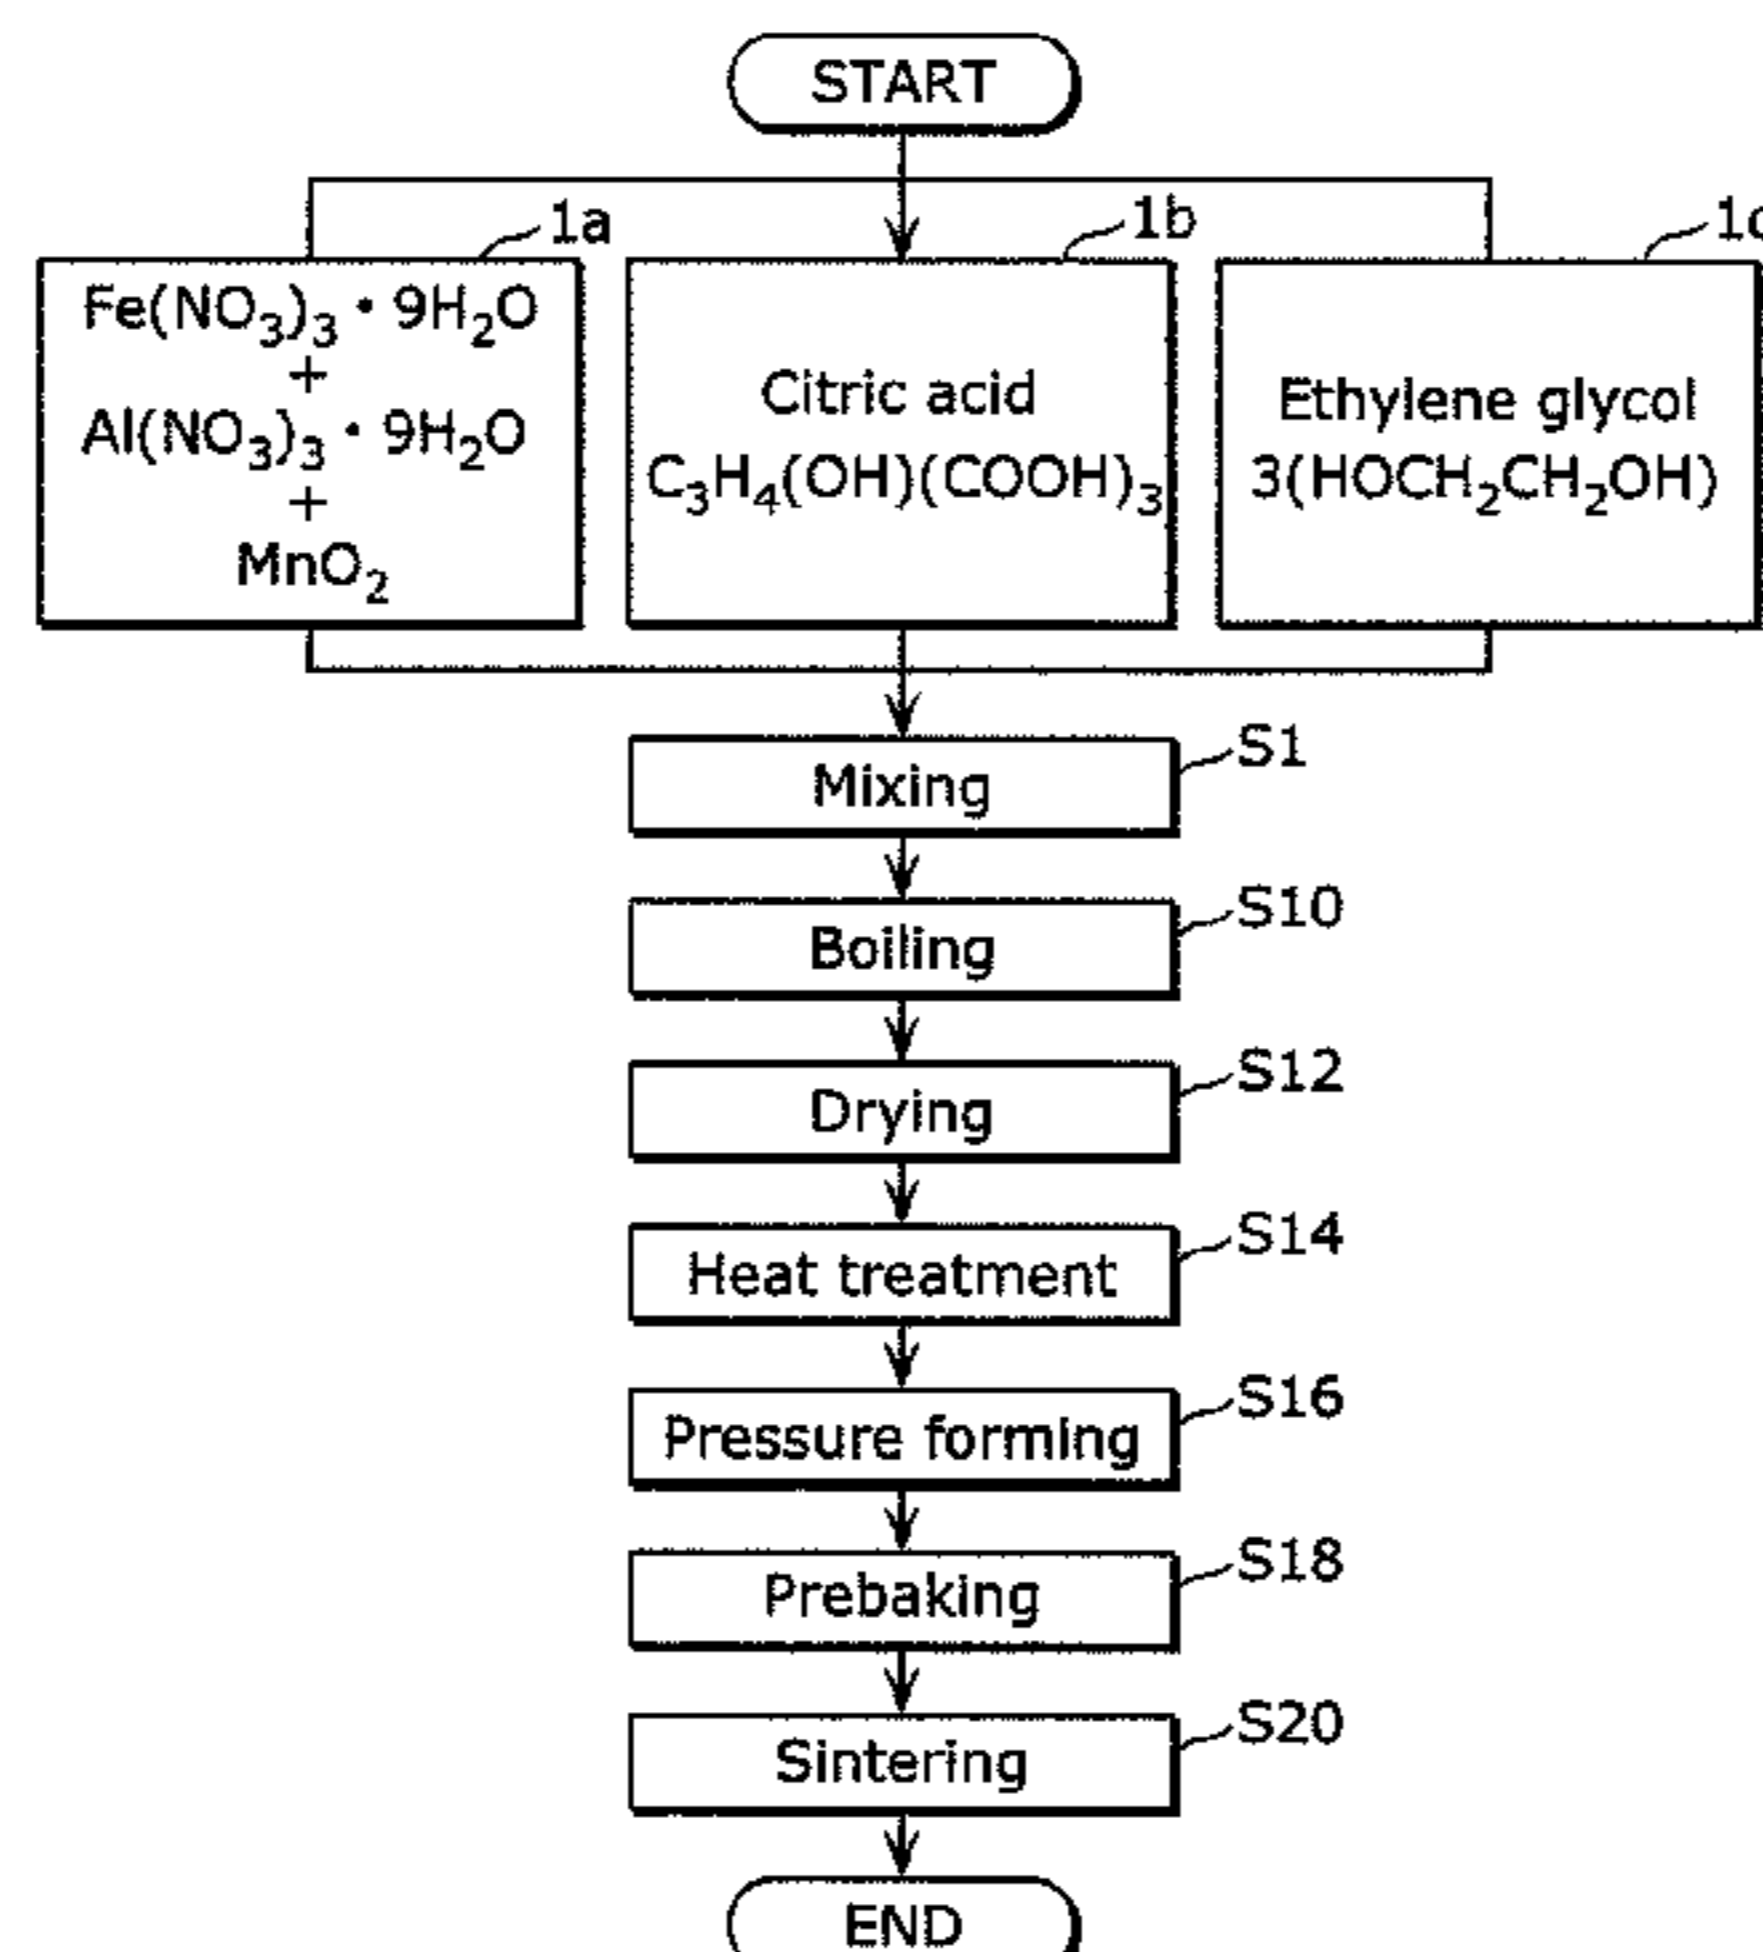 START
1a
1b
1c
Fe(NO₃)₃・9H₂O
+
Al(NO₃)₃・9H₂O
+
MnO₂
Citric acid
C₃H₄(OH)(COOH)₃
Ethylene glycol
3(HOCH₂CH₂OH)
Mixing
S1
Boiling
S10
Drying
S12
Heat treatment
S14
Pressure forming
S16
Prebaking
S18
Sintering
S20
END